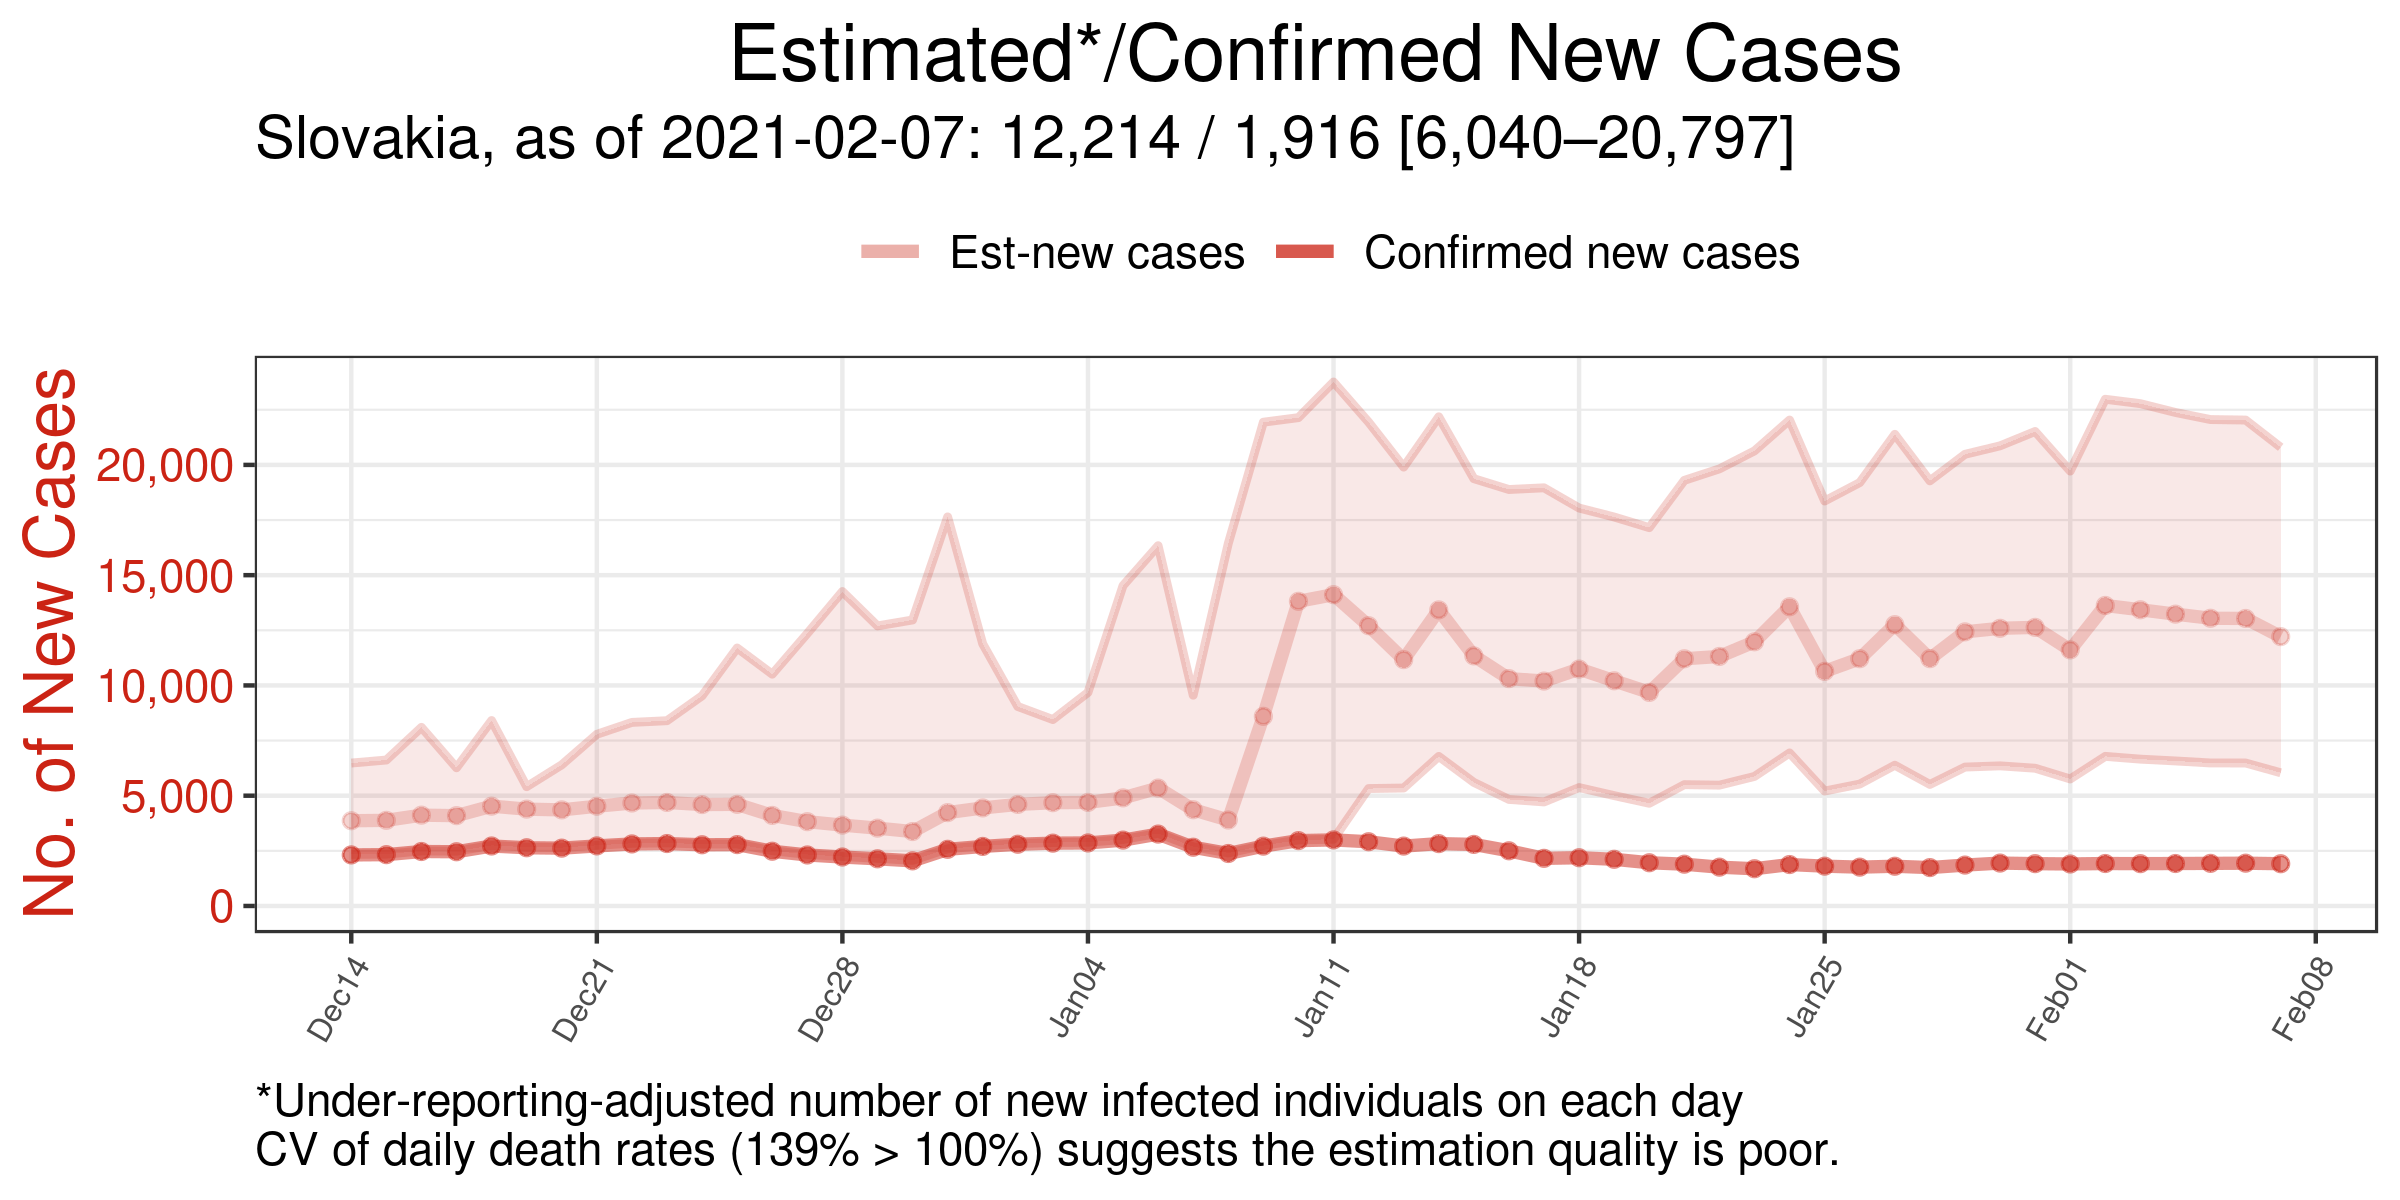 Estimated*/Confirmed New Cases
Slovakia, as of 2021-02-07: 12,214 / 1,916 [6,040–20,797]
Est-new cases
Confirmed new cases
No. of New Cases
20,000
15,000
10,000
5,000
0
Dec14
Dec21
Dec28
Jan04
Jan11
Jan18
Jan25
Feb01
Feb08
*Under-reporting-adjusted number of new infected individuals on each day
CV of daily death rates (139% > 100%) suggests the estimation quality is poor.